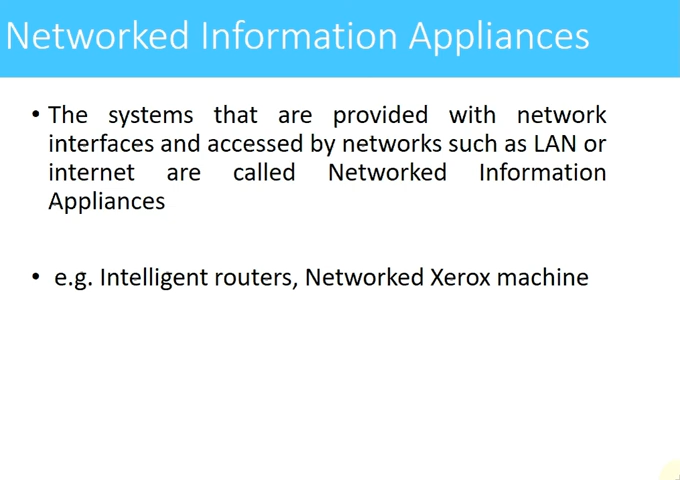 Networked Information Appliances
• The systems that are provided with network
interfaces and accessed by networks such as LAN or
internet are called Networked Information
Appliances
• e.g. Intelligent routers, Networked Xerox machine